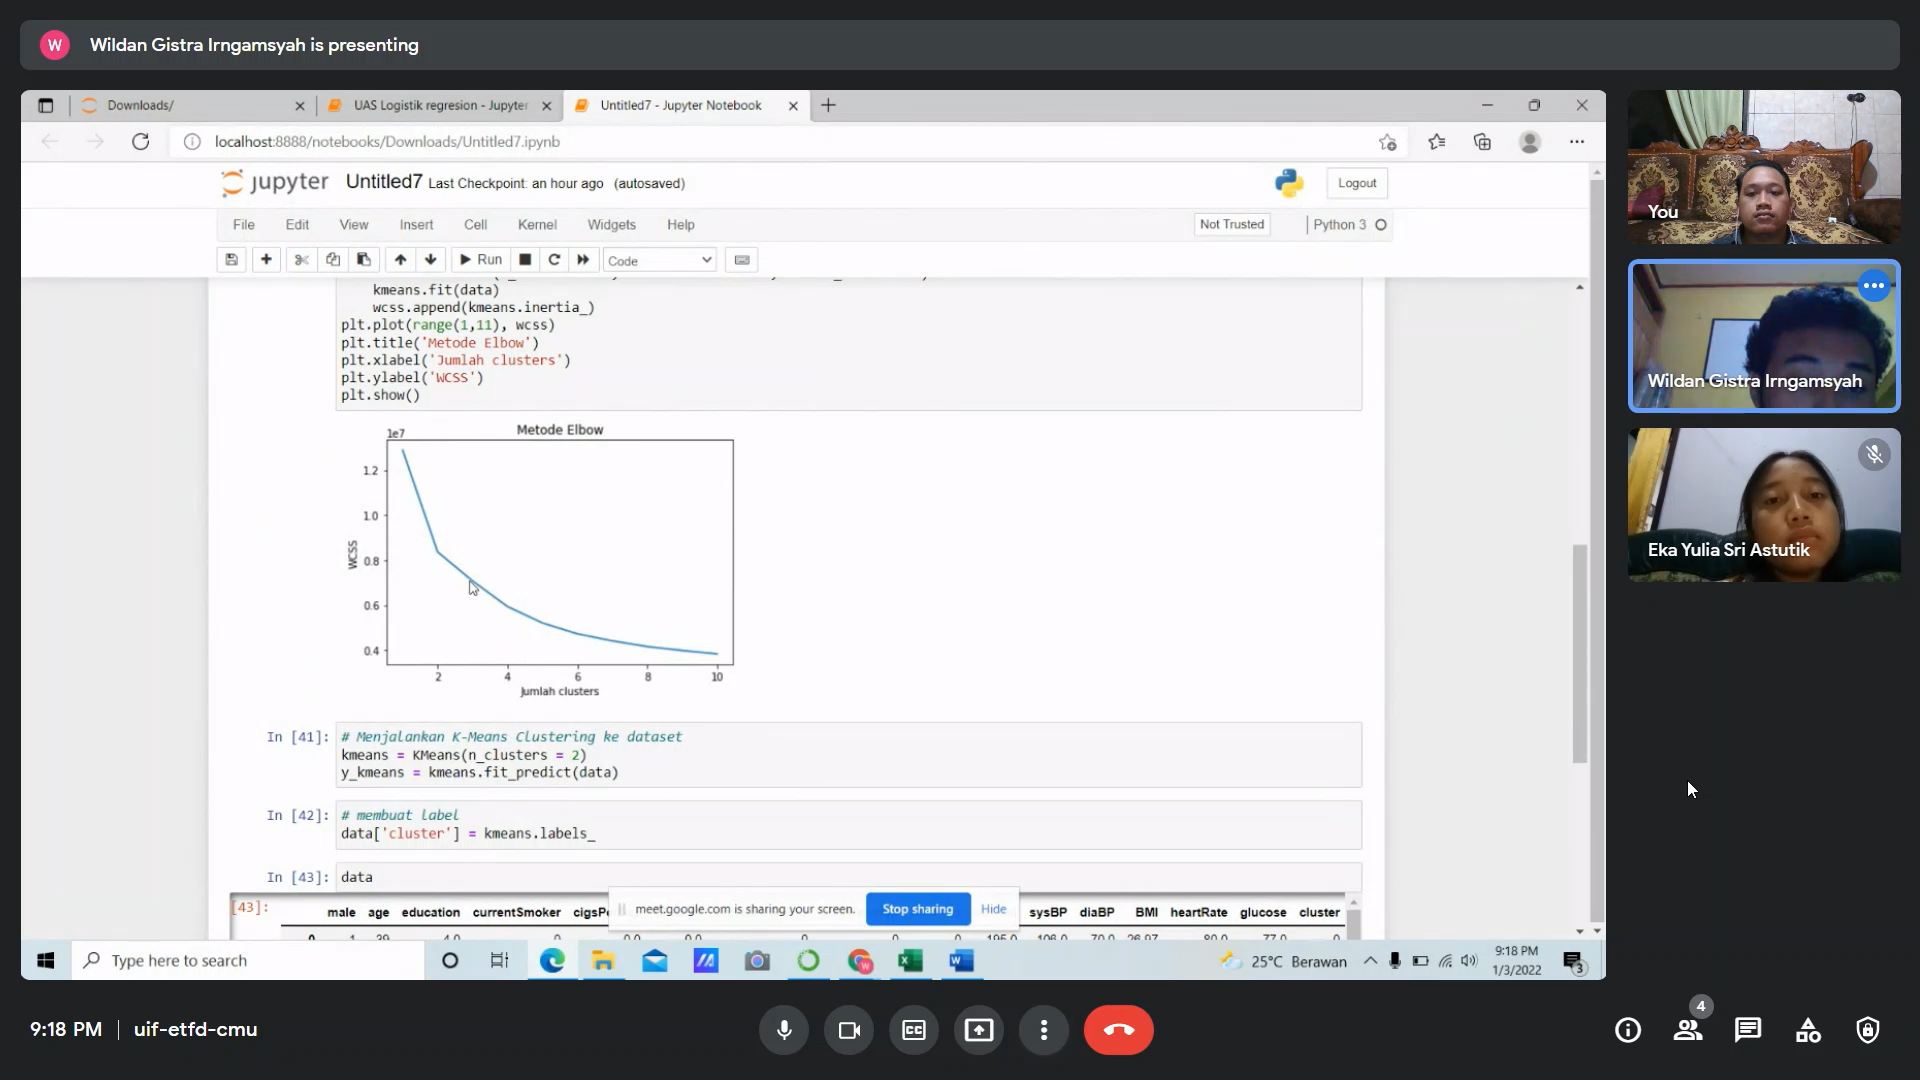 W Wildan Gistra Irngamsyah is presenting
Downloads/
UAS Logistik regresion - Jupyter
Untitled7 - Jupyter Notebook
localhost:8888/notebooks/Downloads/Untitled7.ipynb
jupyter Untitled7 Last Checkpoint: an hour ago (autosaved)
Logout
File Edit View Insert Cell Kernel Widgets Help
Not Trusted
Python 3
Run
Code
kmeans.fit(data)
wcss.append(kmeans.inertia_)
plt.plot(range(1,11), wcss)
plt.title('Metode Elbow')
plt.xlabel('Jumlah clusters')
plt.ylabel('WCSS')
plt.show()
Metode Elbow
1e7
1.2
1.0
0.8
0.6
0.4
WCSS
2 4 6 8 10
Jumlah clusters
In [41]: # Menjalankan K-Means Clustering ke dataset
kmeans = KMeans(n_clusters = 2)
y_kmeans = kmeans.fit_predict(data)
In [42]: # membuat label
data['cluster'] = kmeans.labels_
In [43]: data
[43]:
male age education currentSmoker
sysBP diaBP BMI heartRate glucose cluster
meet.google.com is sharing your screen. Stop sharing Hide
Type here to search
25°C Berawan
9:18 PM
1/3/2022
3
You
Wildan Gistra Irngamsyah
Eka Yulia Sri Astutik
9:18 PM | uif-etfd-cmu
CC
4